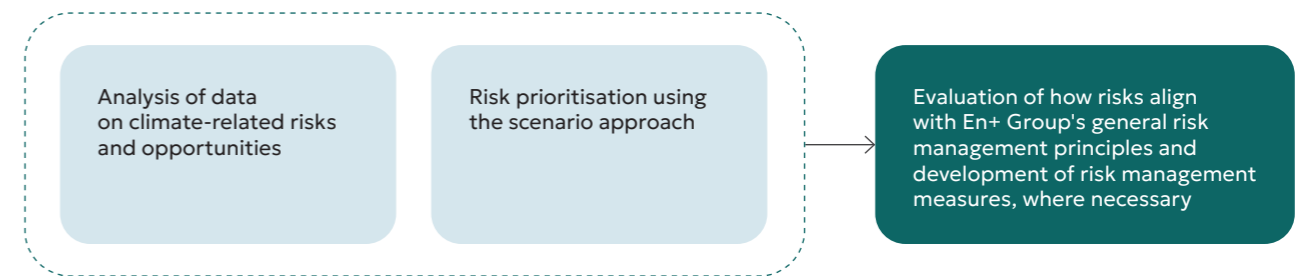 Analysis of data
on climate-related risks
and opportunities
Risk prioritisation using
the scenario approach
Evaluation of how risks align
with En+ Group's general risk
management principles and
development of risk management
measures, where necessary